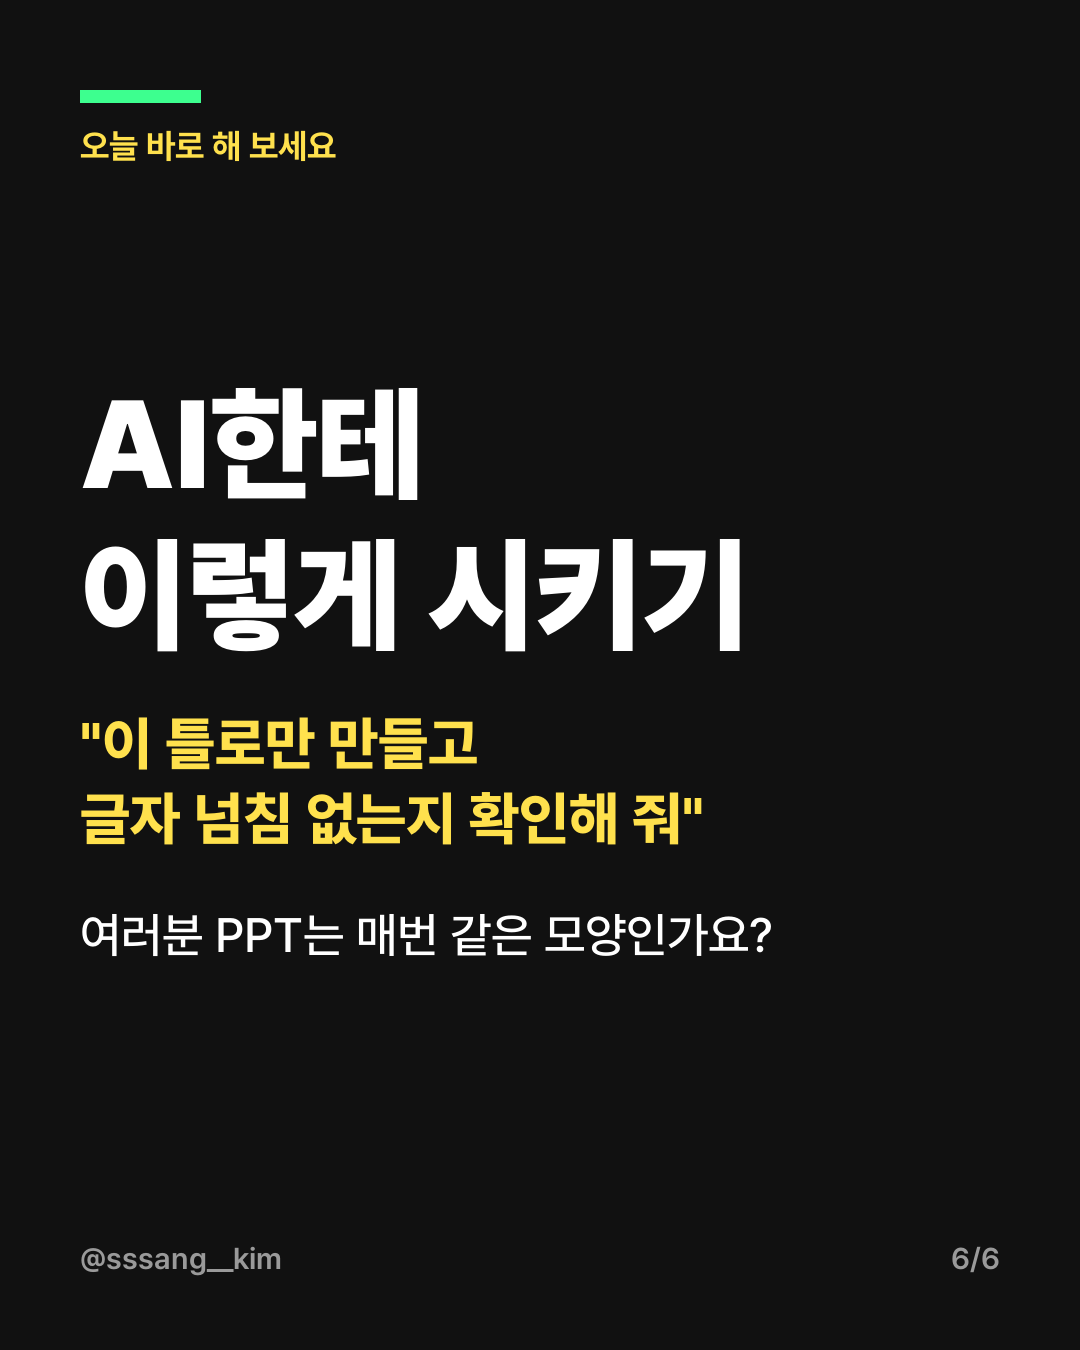 오늘 바로 해 보세요
AI한테
이렇게 시키기
"이 틀로만 만들고
글자 넘침 없는지 확인해 줘"
여러분 PPT는 매번 같은 모양인가요?
@sssang__kim
6/6